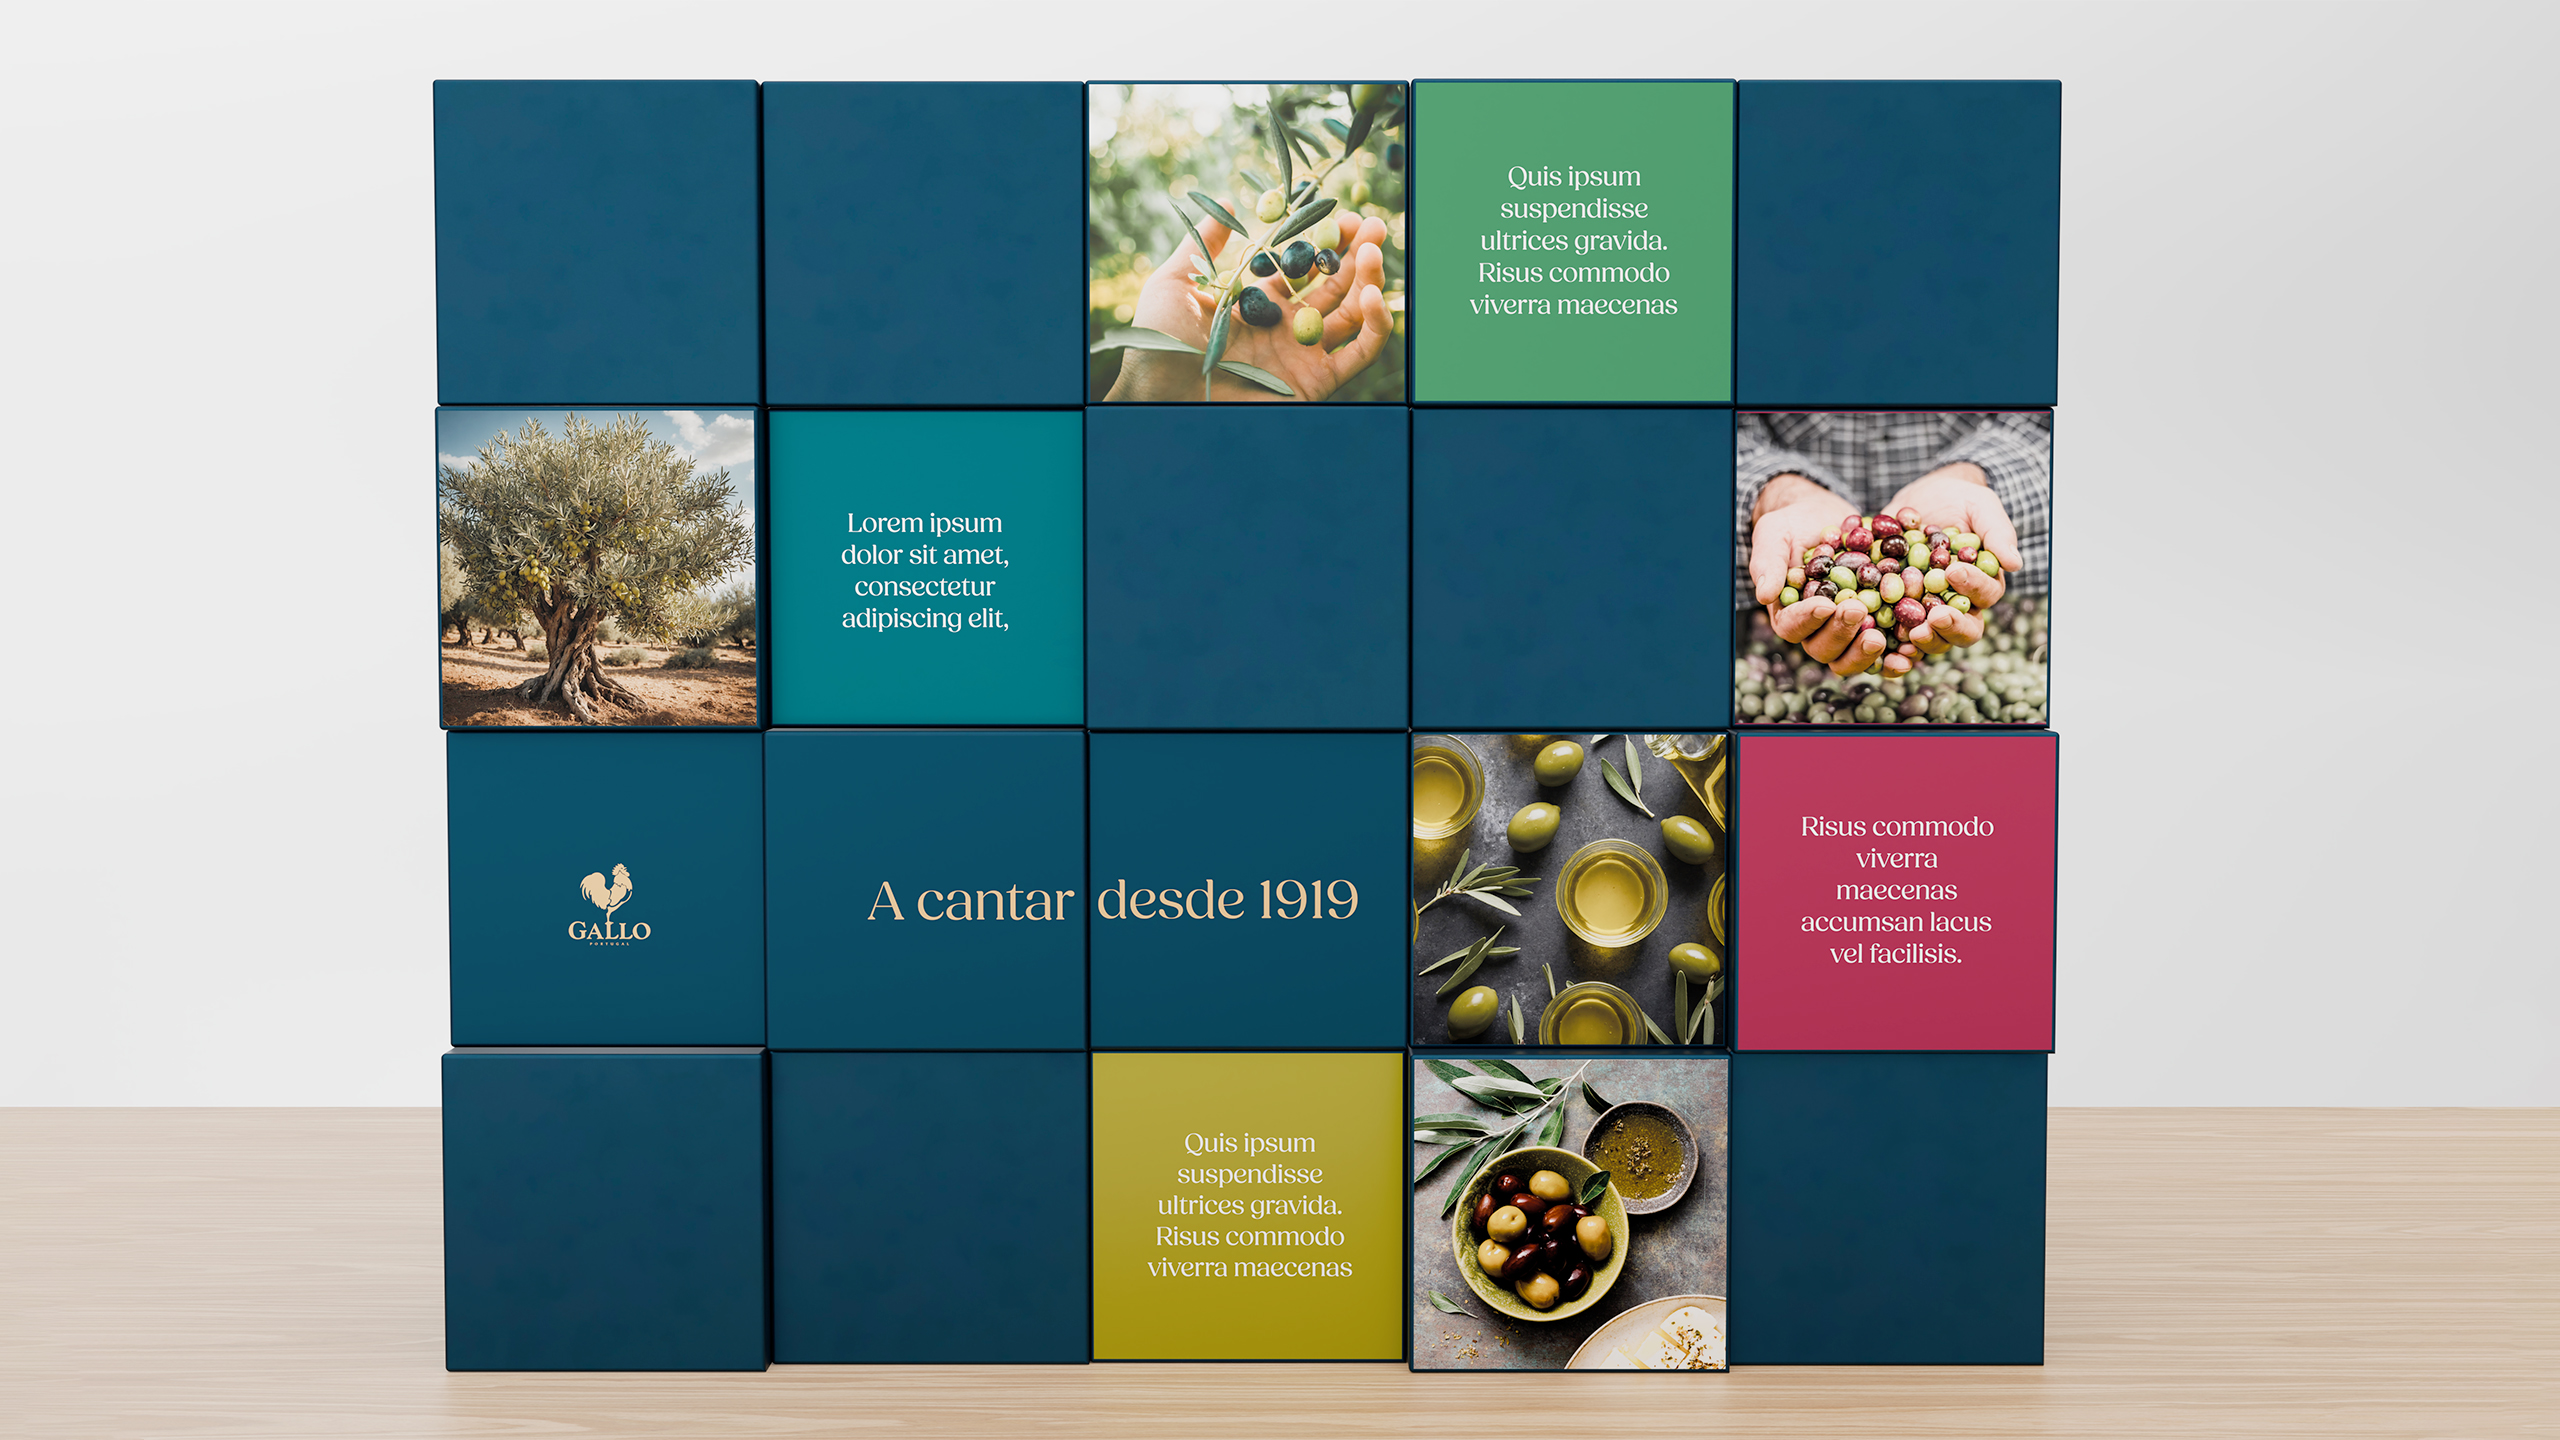 Quis ipsum
suspendisse
ultrices gravida.
Risus commodo
viverra maecenas
Lorem ipsum
dolor sit amet,
consectetur
adipiscing elit,
GALLO
PORTUGAL
A cantar desde 1919
Risus commodo
viverra
maecenas
accumsan lacus
vel facilisis.
Quis ipsum
suspendisse
ultrices gravida.
Risus commodo
viverra maecenas